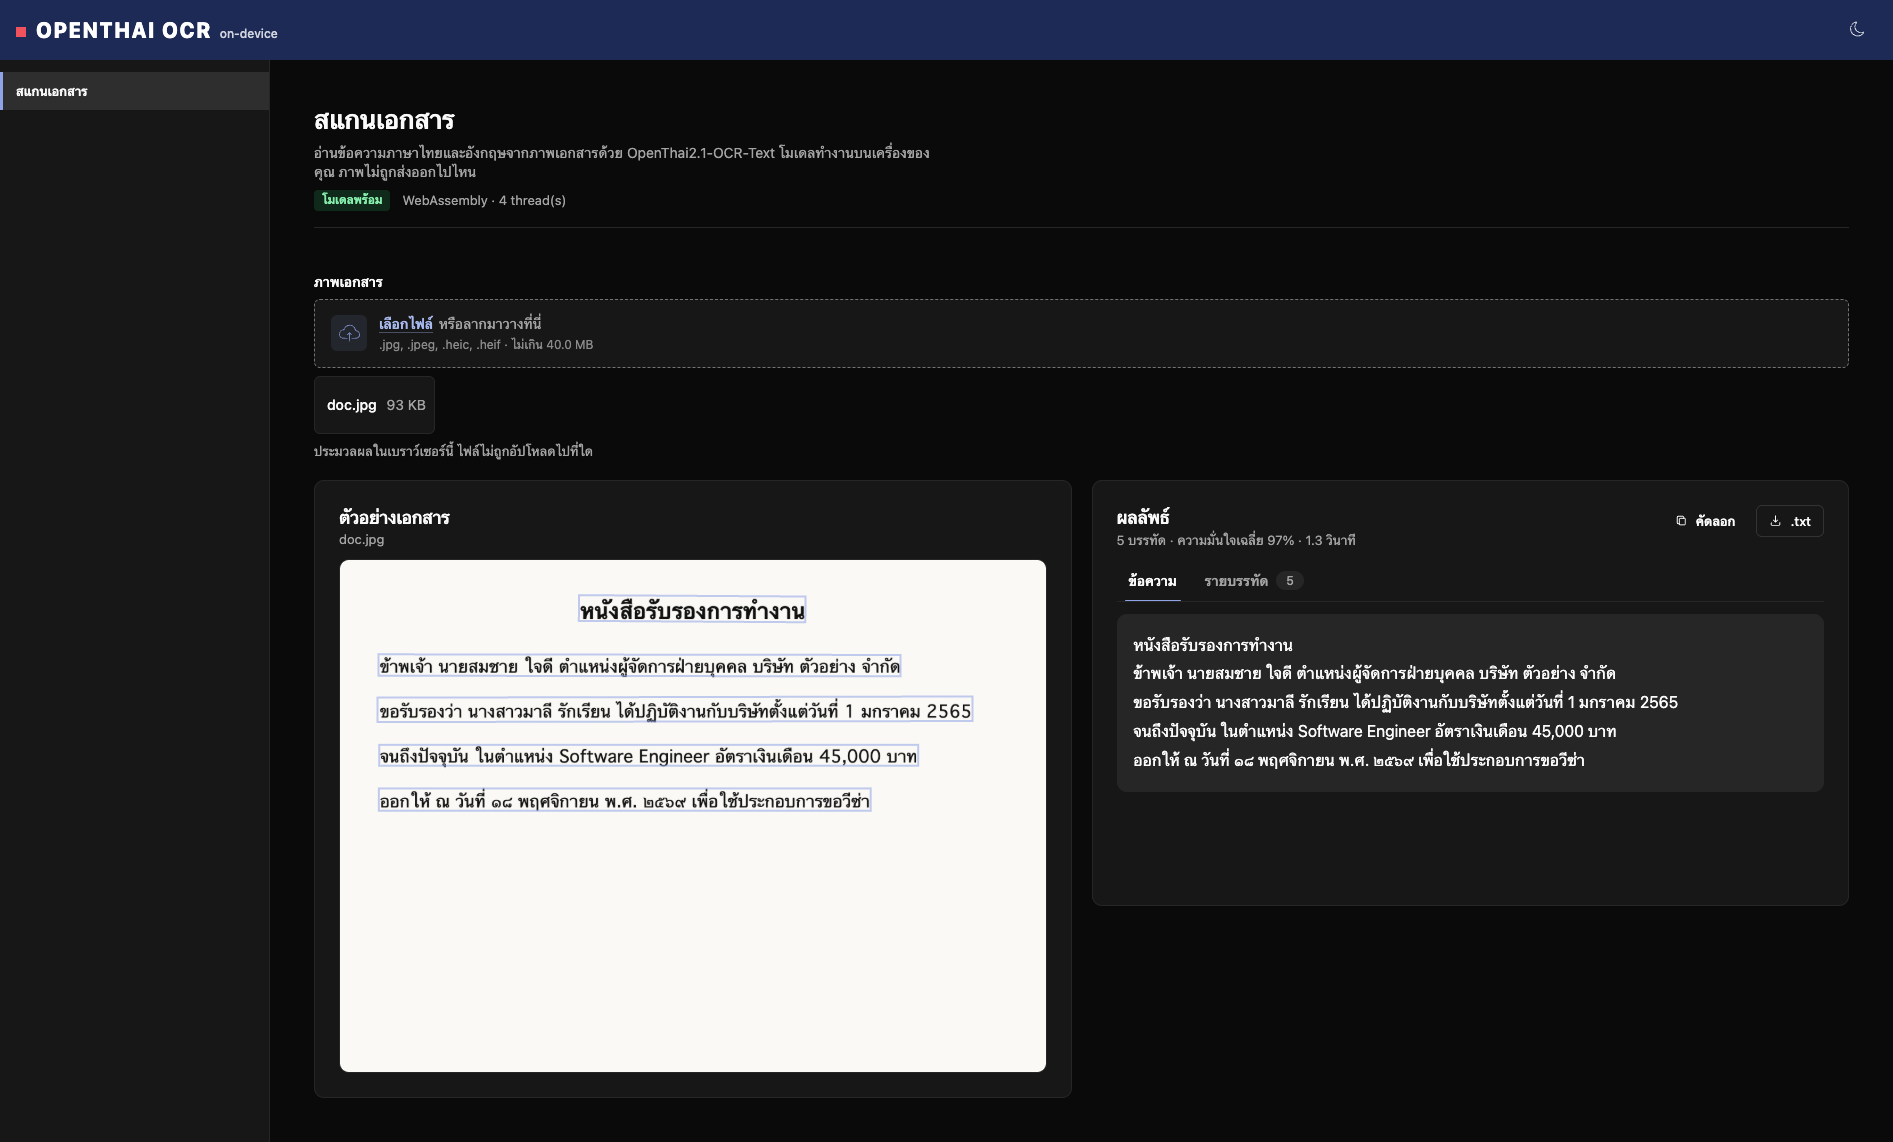 OPENTHAI OCR on-device
สแกนเอกสาร
สแกนเอกสาร
อ่านข้อความภาษาไทยและอังกฤษจากภาพเอกสารด้วย OpenThai2.1-OCR-Text โมเดลทำงานบนเครื่องของ
คุณ ภาพไม่ถูกส่งออกไปไหน
โมเดลพร้อม WebAssembly · 4 thread(s)
ภาพเอกสาร
เลือกไฟล์ หรือลากมาวางที่นี่
.jpg, .jpeg, .heic, .heif · ไม่เกิน 40.0 MB
doc.jpg 93 KB
ประมวลผลในเบราว์เซอร์นี้ ไฟล์ไม่ถูกอัปโหลดไปที่ใด
ตัวอย่างเอกสาร
doc.jpg
หนังสือรับรองการทำงาน
ข้าพเจ้า นายสมชาย ใจดี ตำแหน่งผู้จัดการฝ่ายบุคคล บริษัท ตัวอย่าง จำกัด
ขอรับรองว่า นางสาวมาลี รักเรียน ได้ปฏิบัติงานกับบริษัทตั้งแต่วันที่ 1 มกราคม 2565
จนถึงปัจจุบัน ในตำแหน่ง Software Engineer อัตราเงินเดือน 45,000 บาท
ออกให้ ณ วันที่ ๑๘ พฤศจิกายน พ.ศ. ๒๕๖๙ เพื่อใช้ประกอบการขอวีซ่า
ผลลัพธ์
5 บรรทัด · ความมั่นใจเฉลี่ย 97% · 1.3 วินาที
คัดลอก .txt
ข้อความ รายบรรทัด 5
หนังสือรับรองการทำงาน
ข้าพเจ้า นายสมชาย ใจดี ตำแหน่งผู้จัดการฝ่ายบุคคล บริษัท ตัวอย่าง จำกัด
ขอรับรองว่า นางสาวมาลี รักเรียน ได้ปฏิบัติงานกับบริษัทตั้งแต่วันที่ 1 มกราคม 2565
จนถึงปัจจุบัน ในตำแหน่ง Software Engineer อัตราเงินเดือน 45,000 บาท
ออกให้ ณ วันที่ ๑๘ พฤศจิกายน พ.ศ. ๒๕๖๙ เพื่อใช้ประกอบการขอวีซ่า